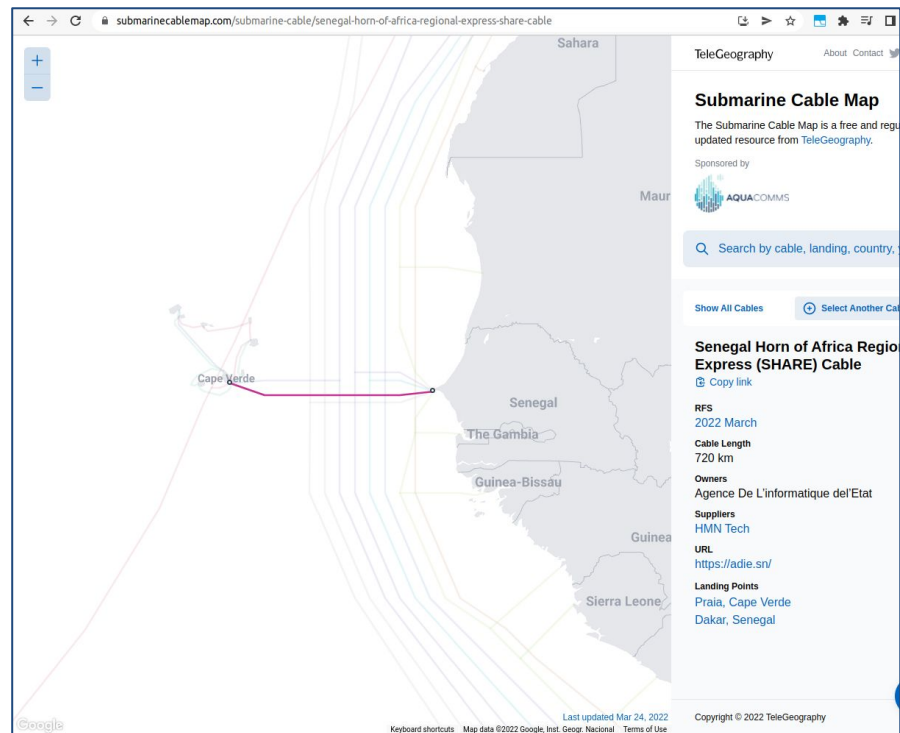 submarinecablemap.com/submarine-cable/senegal-horn-of-africa-regional-express-share-cable
+
−
Sahara
Maur
Cape Verde
Senegal
The Gambia
Guinea-Bissau
Guinea
Sierra Leone
Google
Last updated Mar 24, 2022
Keyboard shortcuts Map data ©2022 Google, Inst. Geogr. Nacional Terms of Use
TeleGeography About Contact
Submarine Cable Map
The Submarine Cable Map is a free and regu
updated resource from TeleGeography.
Sponsored by
AQUACOMMS
Search by cable, landing, country, y
Show All Cables
Select Another Cab
Senegal Horn of Africa Region
Express (SHARE) Cable
Copy link
RFS
2022 March
Cable Length
720 km
Owners
Agence De L'informatique del'Etat
Suppliers
HMN Tech
URL
https://adie.sn/
Landing Points
Praia, Cape Verde
Dakar, Senegal
Copyright © 2022 TeleGeography